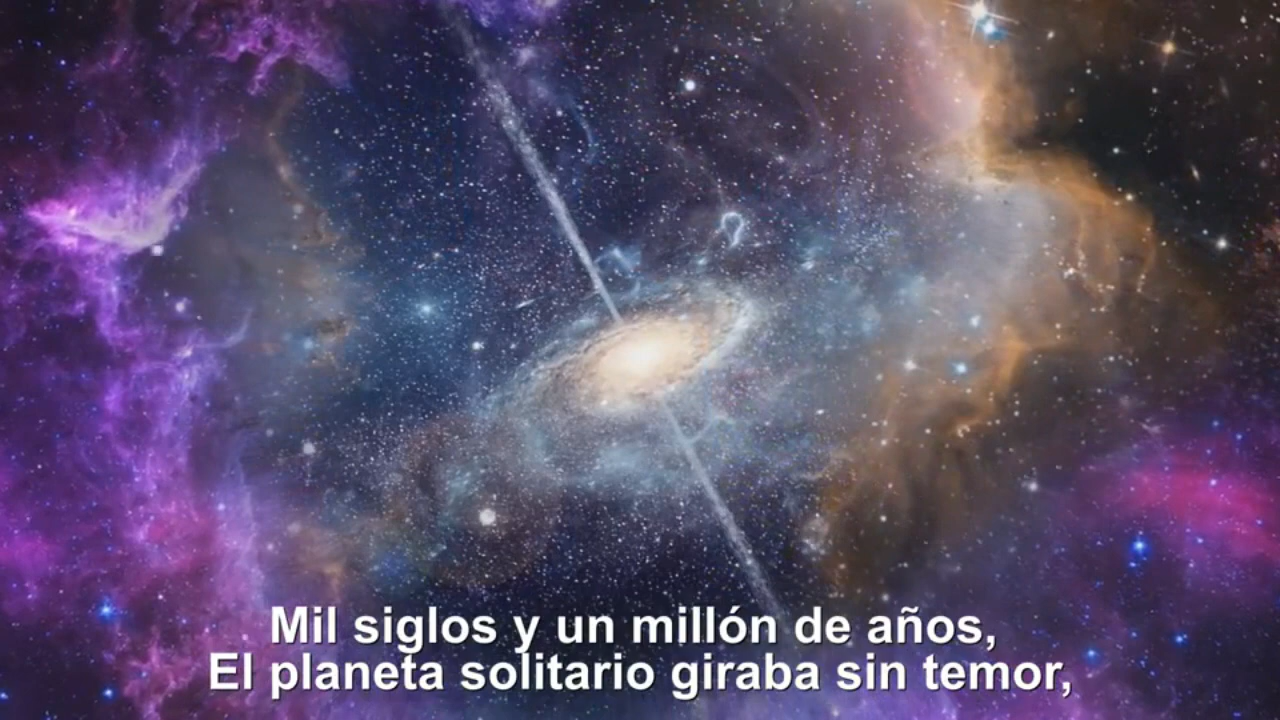 Mil siglos y un millón de años,
El planeta solitario giraba sin temor,